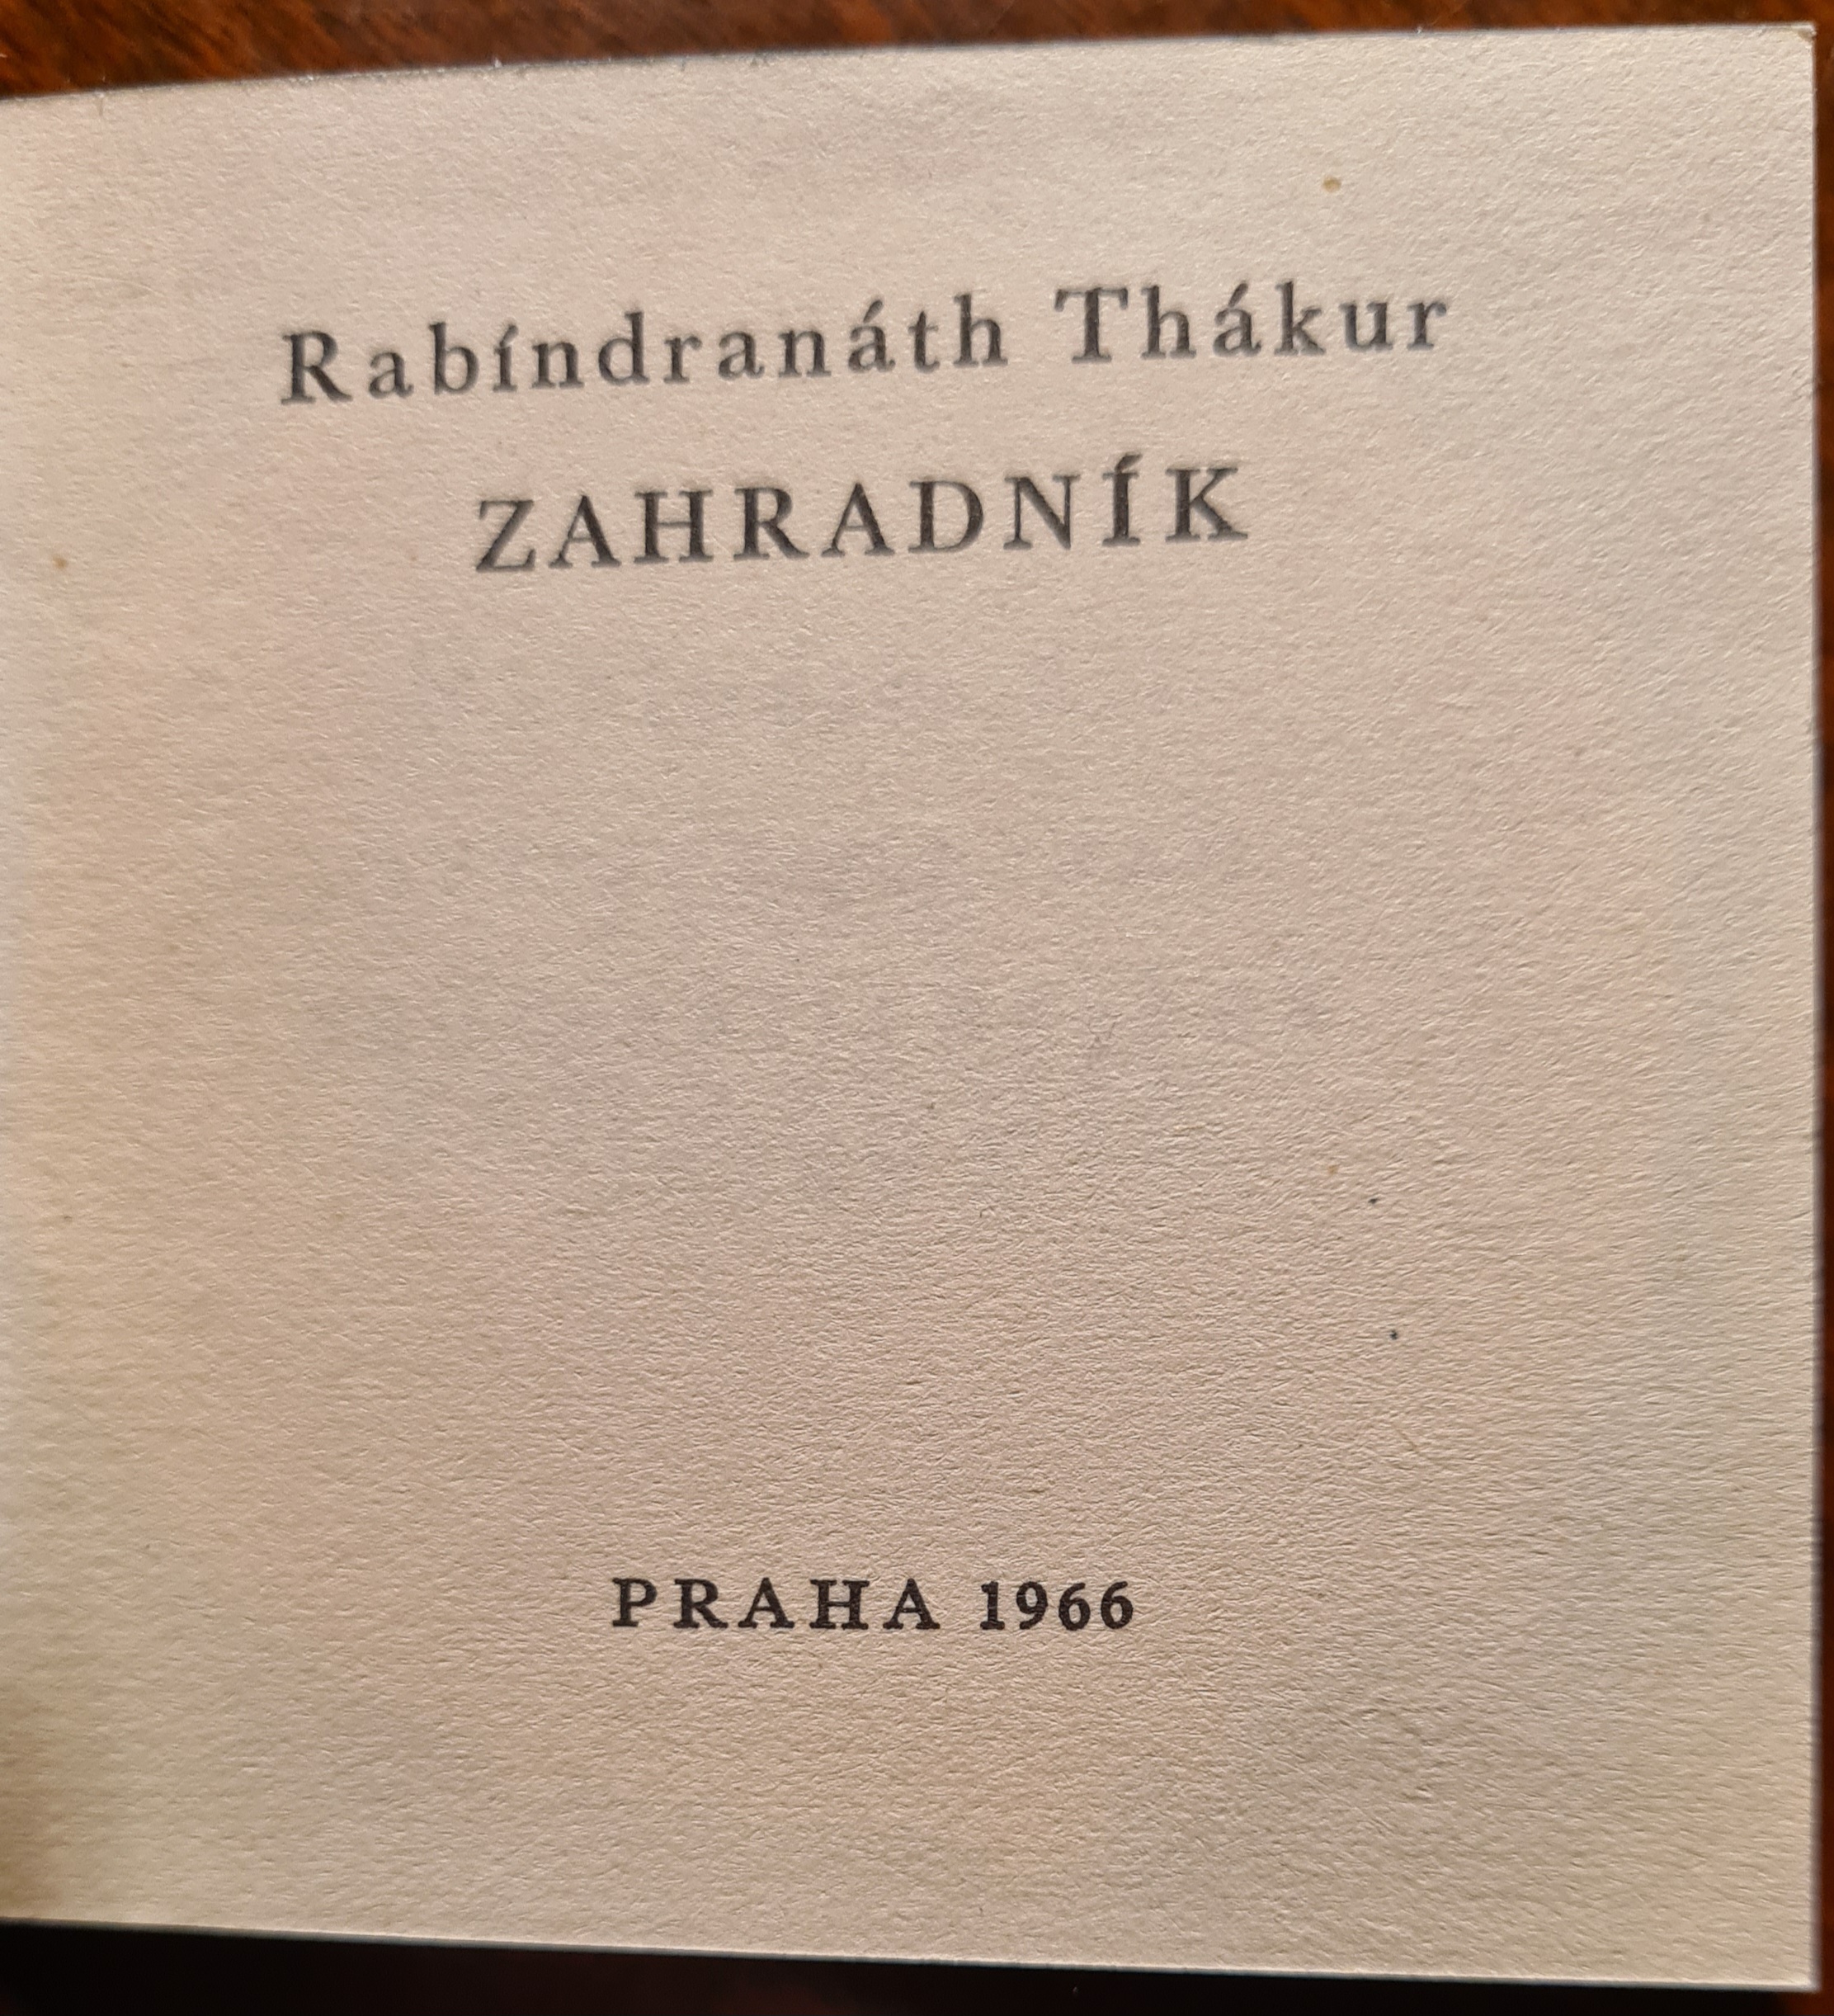 Rabíndranáth Thákur
ZAHRADNÍK
PRAHA 1966